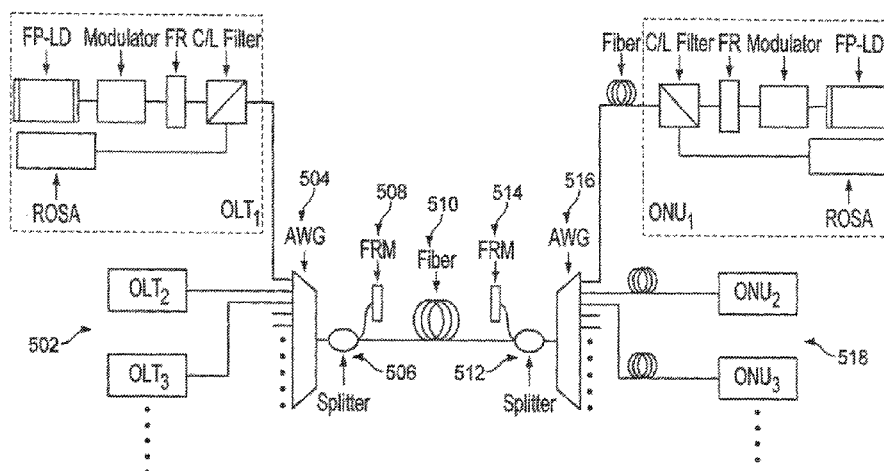 FP-LD Modulator FR C/L Filter
ROSA
OLT1
Fiber C/L Filter FR Modulator FP-LD
ONU1
ROSA
504
AWG
508
FRM
510
Fiber
514
FRM
516
AWG
OLT2
ONU2
502
506
512
518
OLT3
Splitter
Splitter
ONU3